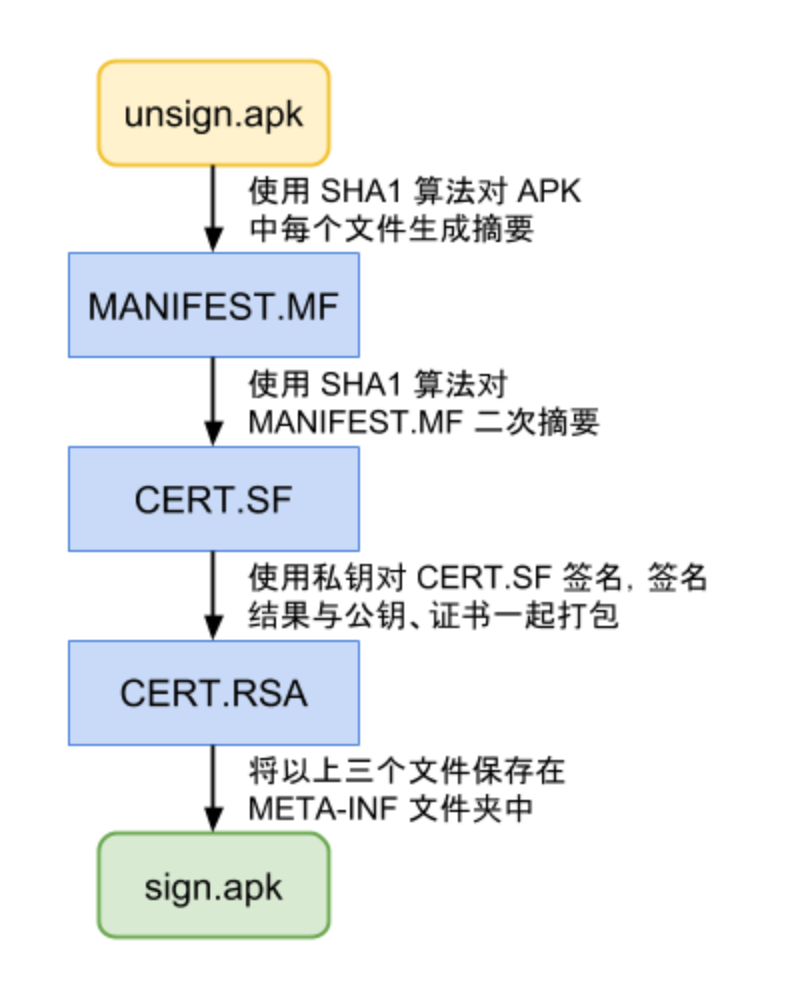 unsign.apk
使用 SHA1 算法对 APK
中每个文件生成摘要
MANIFEST.MF
使用 SHA1 算法对
MANIFEST.MF 二次摘要
CERT.SF
使用私钥对 CERT.SF 签名，签名
结果与公钥、证书一起打包
CERT.RSA
将以上三个文件保存在
META-INF 文件夹中
sign.apk